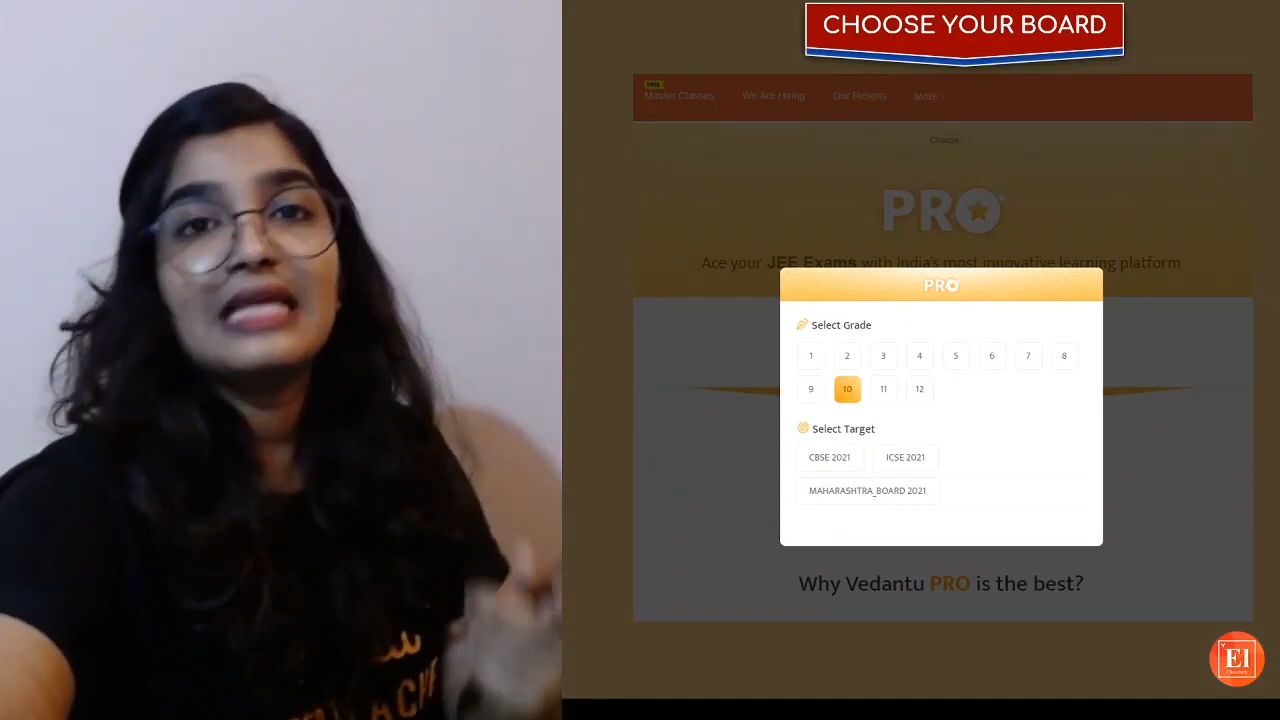 CHOOSE YOUR BOARD
FREE
Master Classes We Are Hiring Our Results More
Change
PRO
Ace your JEE Exams with India's most innovative learning platform
PRO
Select Grade
1 2 3 4 5 6 7 8
9 10 11 12
Select Target
CBSE 2021 ICSE 2021
MAHARASHTRA_BOARD 2021
Why Vedantu PRO is the best?
V
El